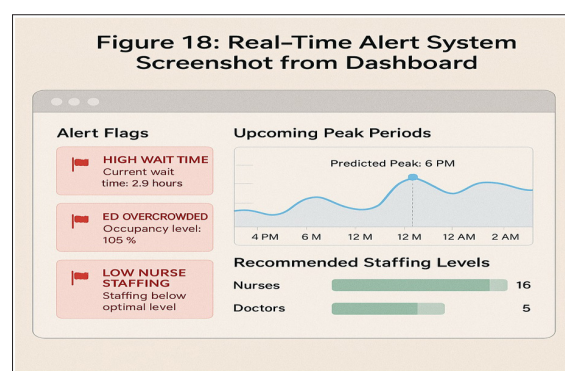 Figure 18: Real-Time Alert System
Screenshot from Dashboard
Alert Flags
HIGH WAIT TIME
Current wait
time: 2.9 hours
ED OVERCROWDED
Occupancy level:
105 %
LOW NURSE
STAFFING
Staffing below
optimal level
Upcoming Peak Periods
Predicted Peak: 6 PM
4 PM 6 M 12 M 12 M 12 AM 2 AM
Recommended Staffing Levels
Nurses 16
Doctors 5